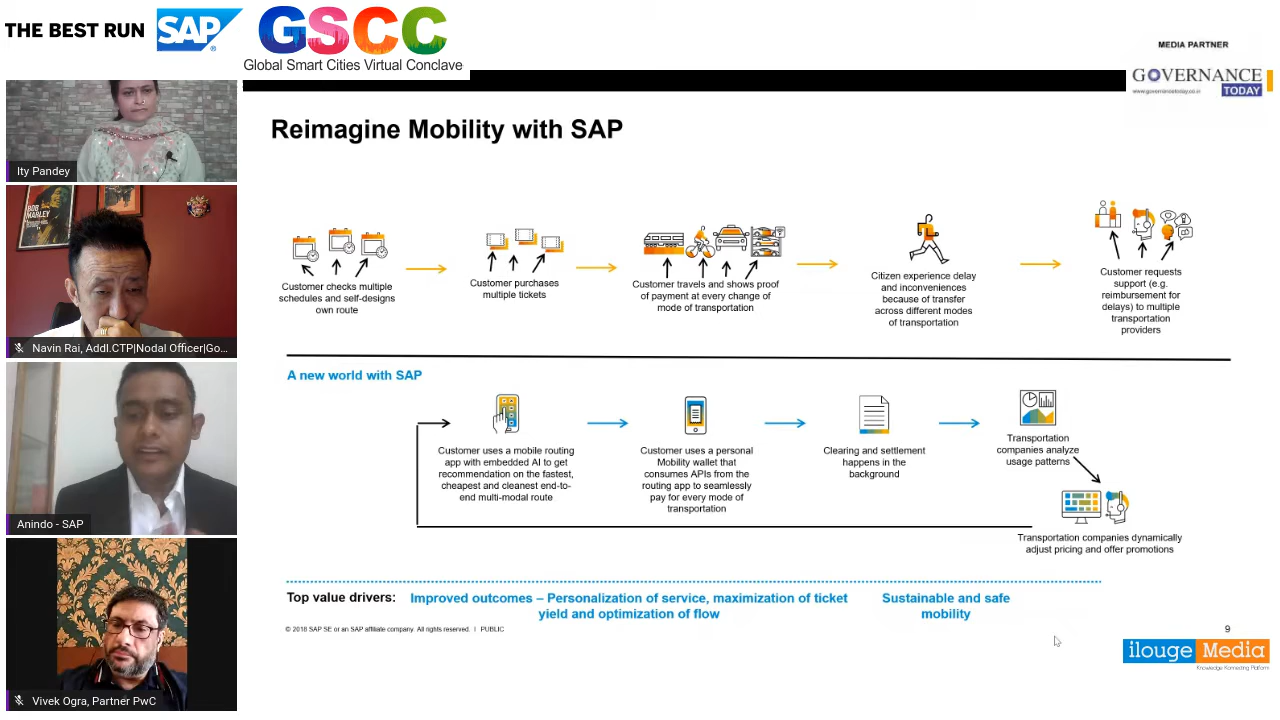 THE BEST RUN
SAP
GSCC
Global Smart Cities Virtual Conclave
MEDIA PARTNER
GOVERNANCE
www.governancetoday.co.in
TODAY
Ity Pandey
BOB
MARLEY
Navin Rai, Addl.CTP|Nodal Officer|Go...
Anindo - SAP
Vivek Ogra, Partner PwC
Reimagine Mobility with SAP
Customer checks multiple
schedules and self-designs
own route
Customer purchases
multiple tickets
Customer travels and shows proof
of payment at every change of
mode of transportation
Citizen experience delay
and inconveniences
because of transfer
across different modes
of transportation
Customer requests
support (e.g.
reimbursement for
delays) to multiple
transportation
providers
A new world with SAP
Customer uses a mobile routing
app with embedded AI to get
recommendation on the fastest,
cheapest and cleanest end-to-
end multi-modal route
Customer uses a personal
Mobility wallet that
consumes APIs from the
routing app to seamlessly
pay for every mode of
transportation
Clearing and settlement
happens in the
background
Transportation
companies analyze
usage patterns
Transportation companies dynamically
adjust pricing and offer promotions
Top value drivers:
Improved outcomes – Personalization of service, maximization of ticket
yield and optimization of flow
Sustainable and safe
mobility
© 2018 SAP SE or an SAP affiliate company. All rights reserved. | PUBLIC
9
ilouge Media
Knowledge Konnecting Platform